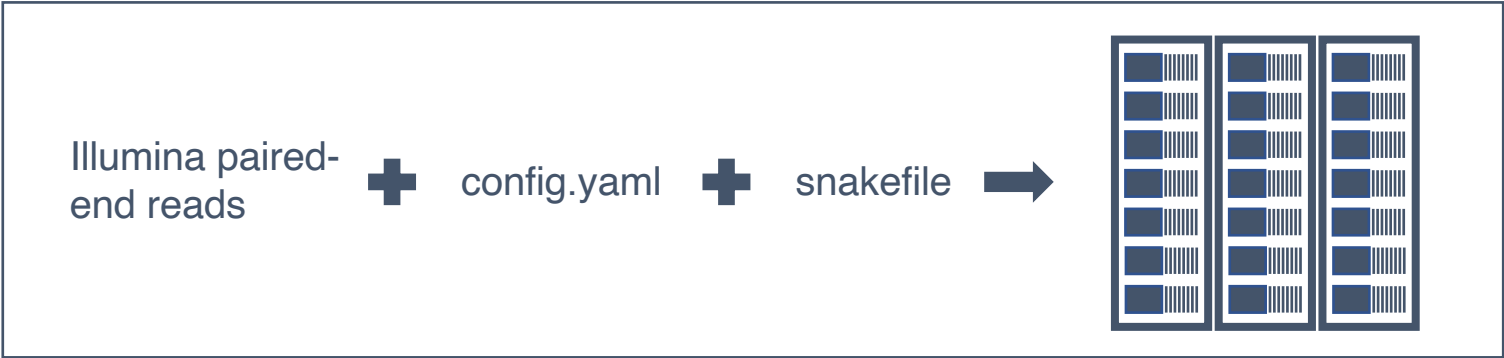 Illumina paired-
end reads
config.yaml
snakefile